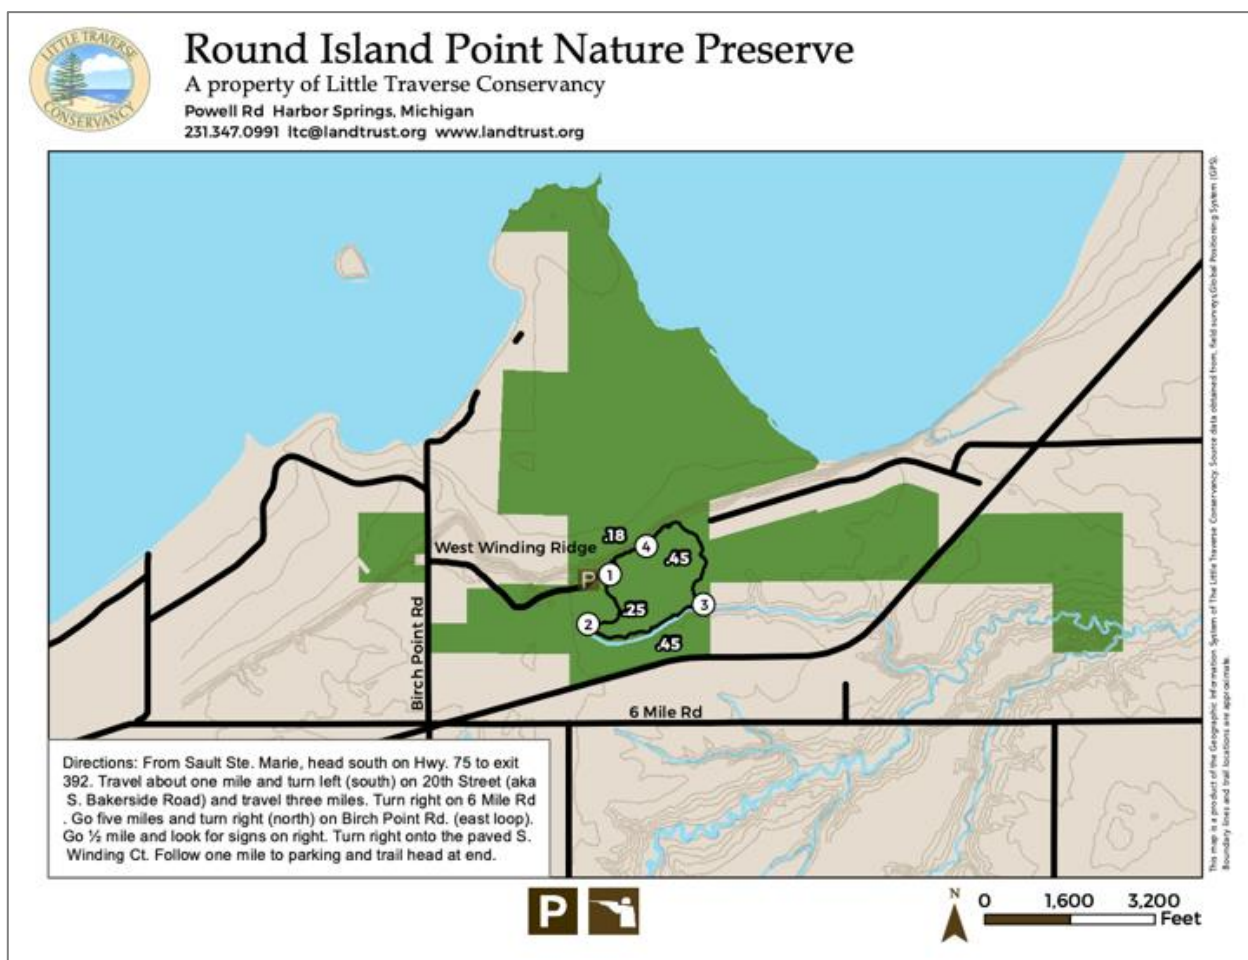 LITTLE TRAVERSE
CONSERVANCY
Round Island Point Nature Preserve
A property of Little Traverse Conservancy
Powell Rd Harbor Springs, Michigan
231.347.0991 ltc@landtrust.org www.landtrust.org
.18
4
West Winding Ridge
.45
P
1
.25
3
2
.45
Birch Point Rd
6 Mile Rd
Directions: From Sault Ste. Marie, head south on Hwy. 75 to exit
392. Travel about one mile and turn left (south) on 20th Street (aka
S. Bakerside Road) and travel three miles. Turn right on 6 Mile Rd
. Go five miles and turn right (north) on Birch Point Rd. (east loop).
Go ½ mile and look for signs on right. Turn right onto the paved S.
Winding Ct. Follow one mile to parking and trail head at end.
This map is a product of the Geographic Information System of The Little Traverse Conservancy. Source data obtained from, field surveys,Global Positioning System (GPS).
Boundary lines and trail locations are approximate.
P
N
0 1,600 3,200
Feet